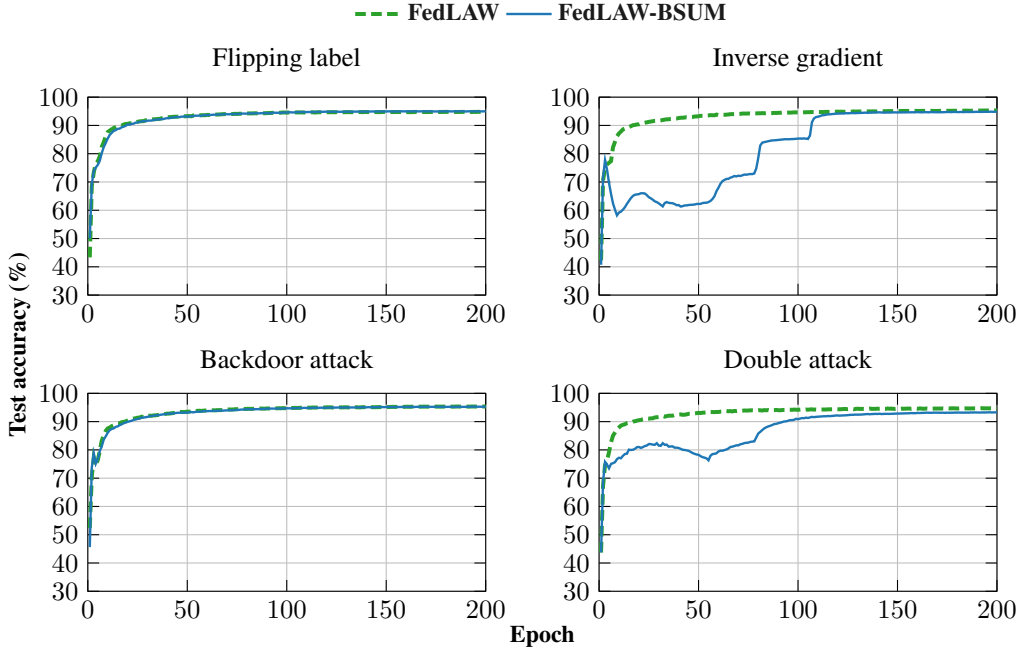 FedLAW FedLAW-BSUM
Flipping label Inverse gradient
100 100
90 90
80 80
70 70
60 60
50 50
40 40
30 30
0 50 100 150 200 0 50 100 150 200
Backdoor attack Double attack
100 100
90 90
80 80
70 70
60 60
50 50
40 40
30 30
0 50 100 150 200 0 50 100 150 200
Test accuracy (%)
Epoch